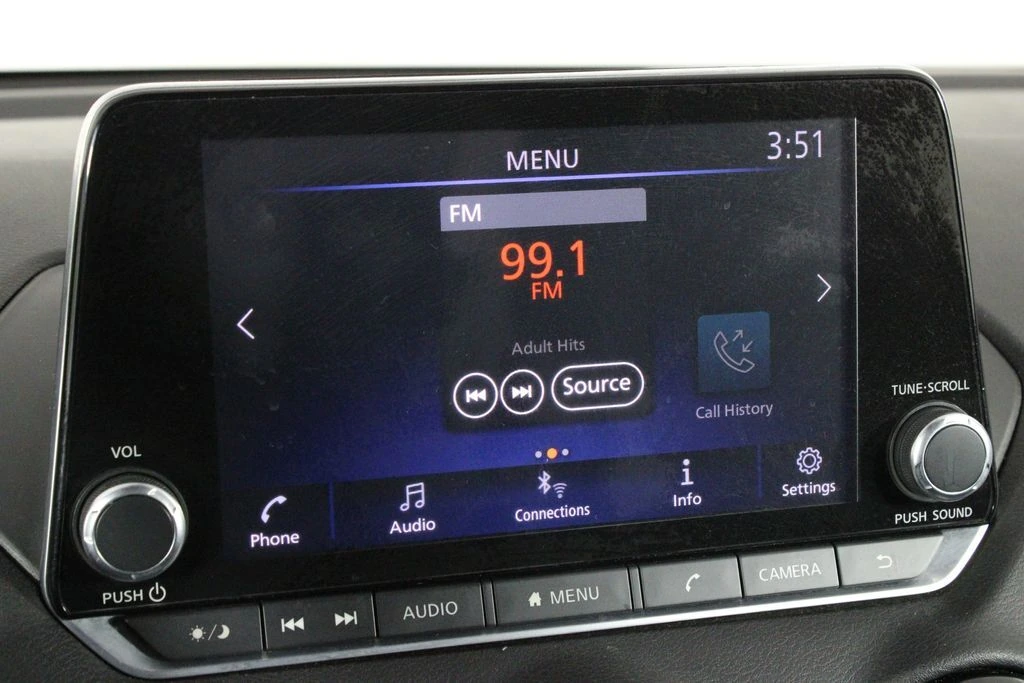 MENU
3:51
FM
99.1
FM
Adult Hits
Source
Call History
Phone
Audio
Connections
Info
Settings
VOL
PUSH
TUNE·SCROLL
PUSH SOUND
AUDIO
MENU
CAMERA